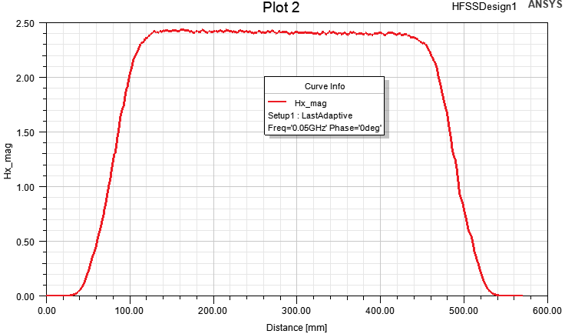 Plot 2
HFSSDesign1
ANSYS
2.50
2.00
1.50
1.00
0.50
0.00
Hx_mag
Curve Info
Hx_mag
Setup1 : LastAdaptive
Freq='0.05GHz' Phase='0deg'
0.00 100.00 200.00 300.00 400.00 500.00 600.00
Distance [mm]